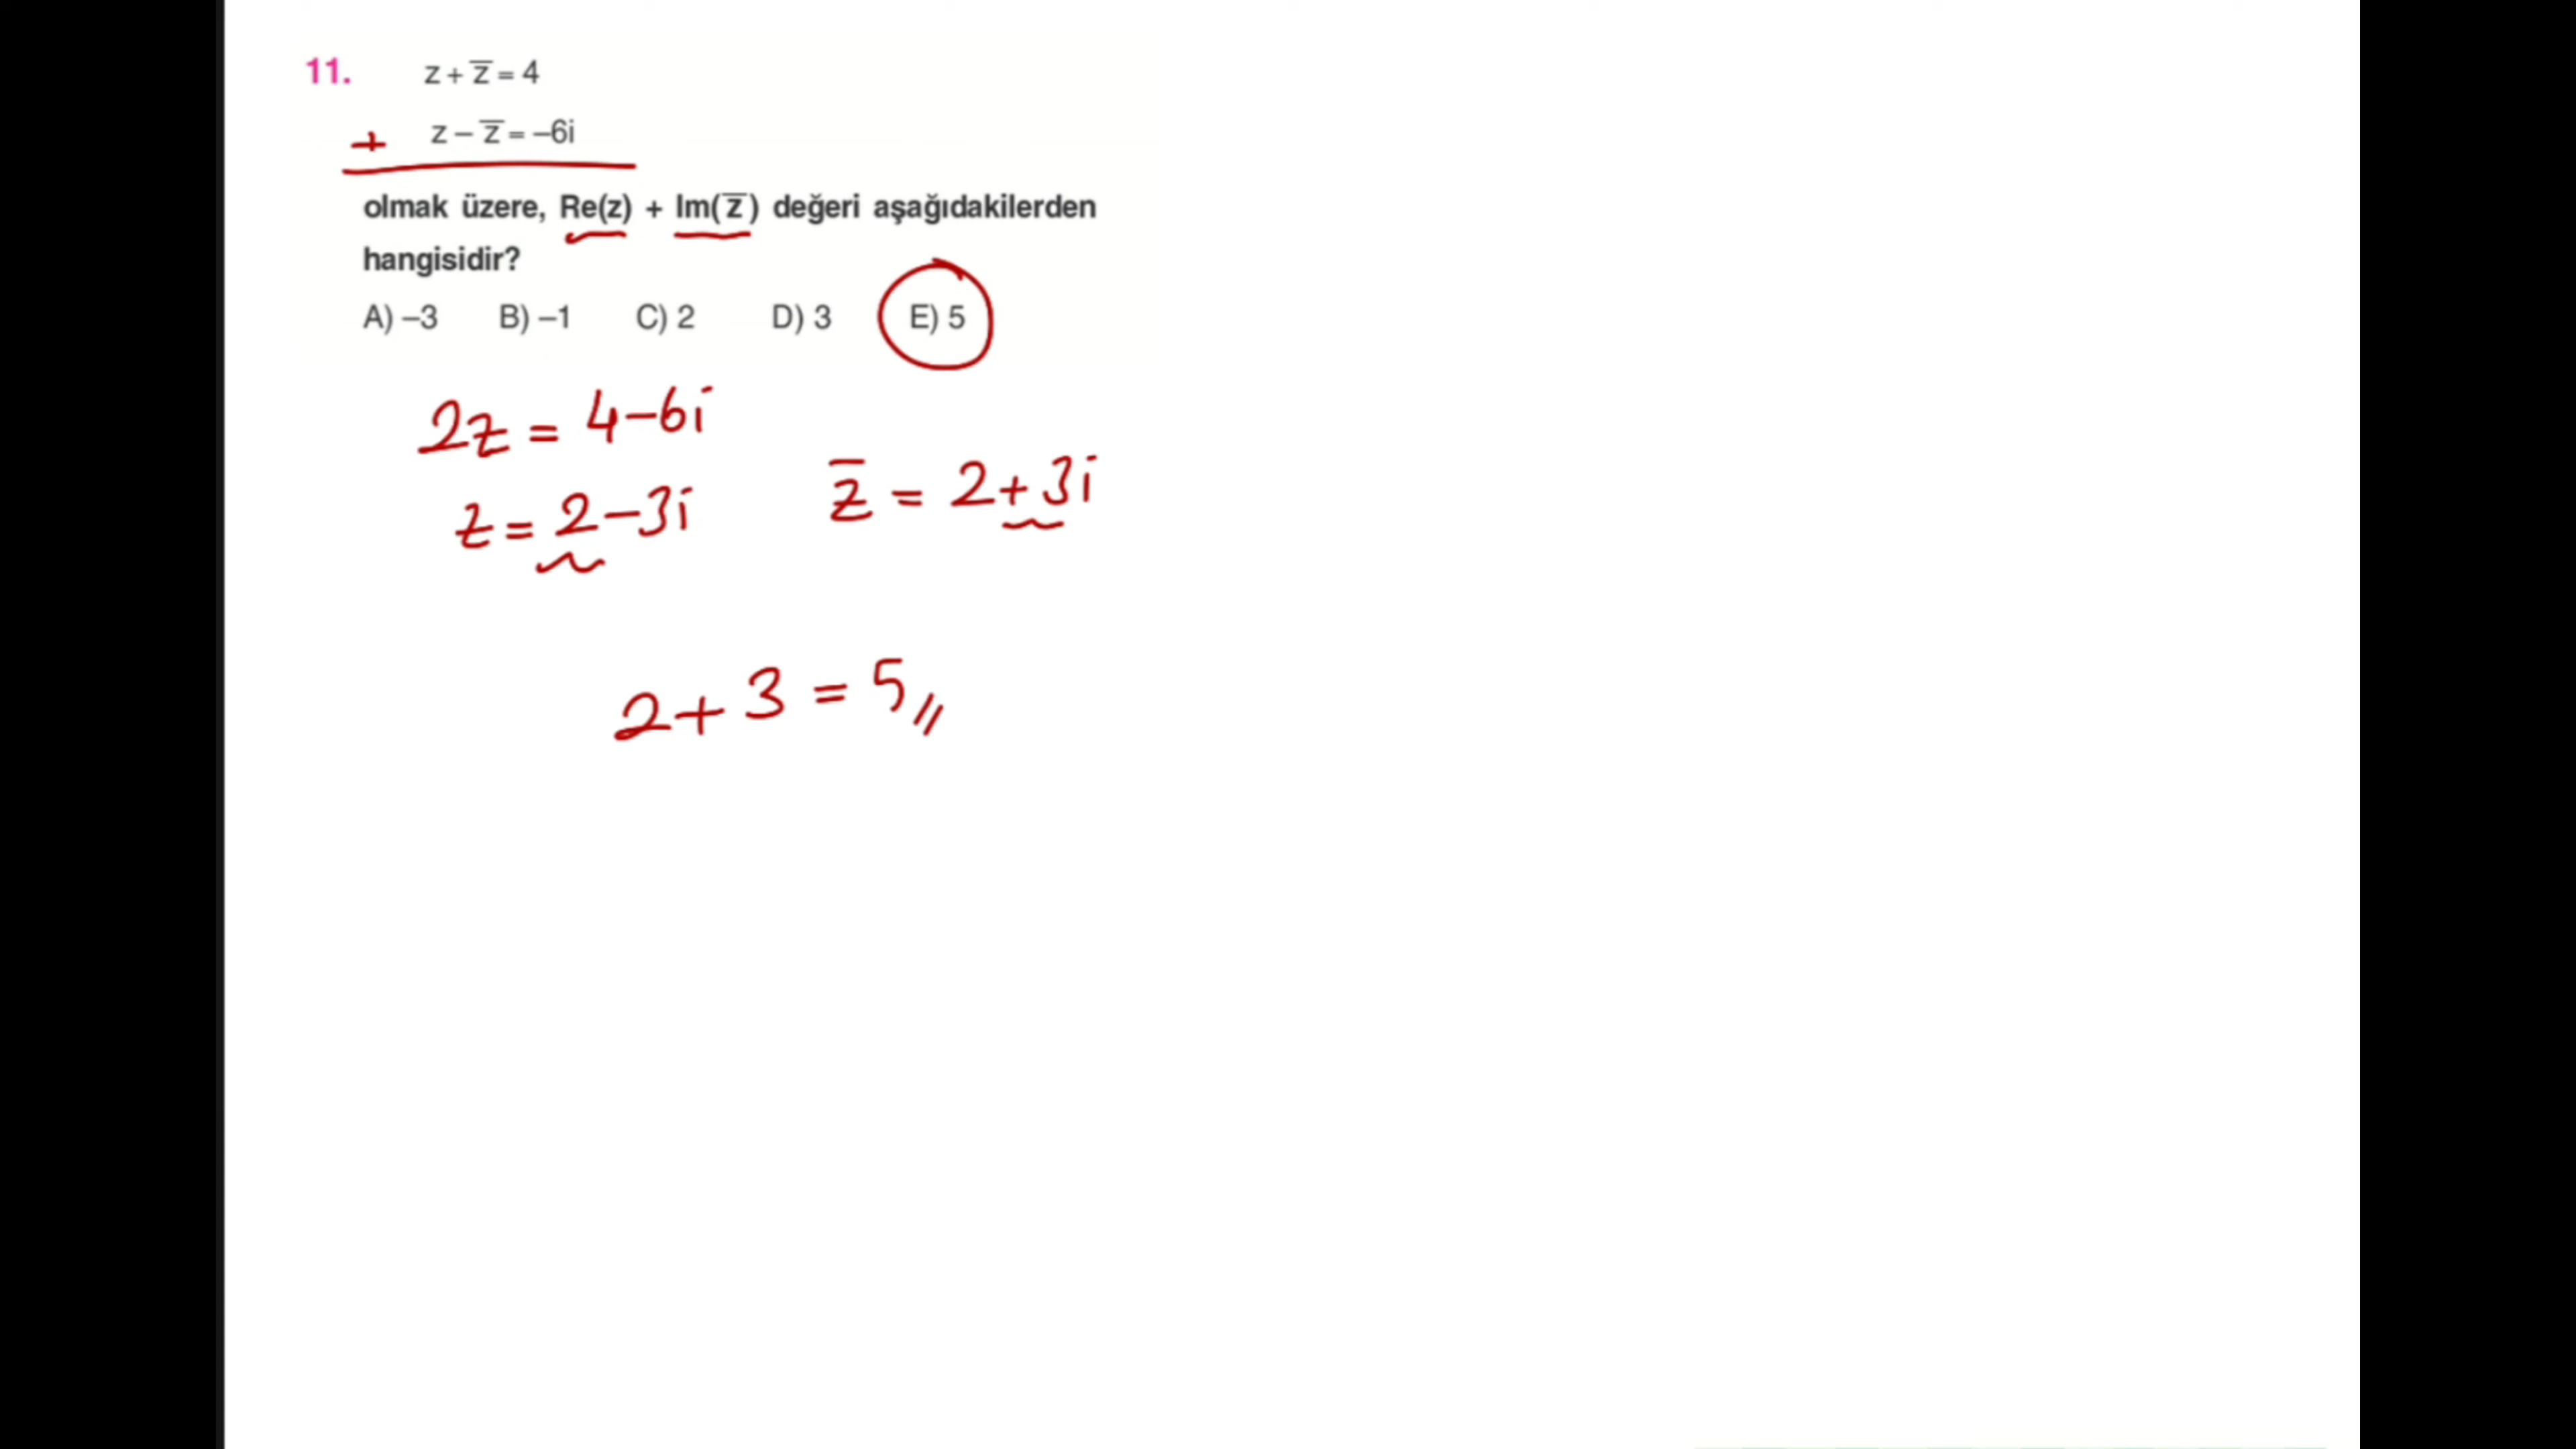 11. z + z̅ = 4
+ z – z̅ = –6i
olmak üzere, Re(z) + Im(z̅) değeri aşağıdakilerden
hangisidir?
A) –3 B) –1 C) 2 D) 3 E) 5
2z = 4-6i
z = 2-3i
z̅ = 2+3i
2+3 = 5//